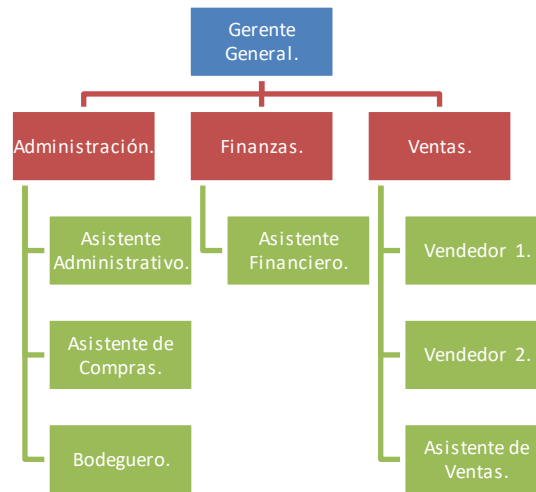 Gerente
General.
Administración.
Finanzas.
Ventas.
Asistente
Administrativo.
Asistente
Financiero.
Vendedor 1.
Asistente de
Compras.
Vendedor 2.
Bodeguero.
Asistente de
Ventas.